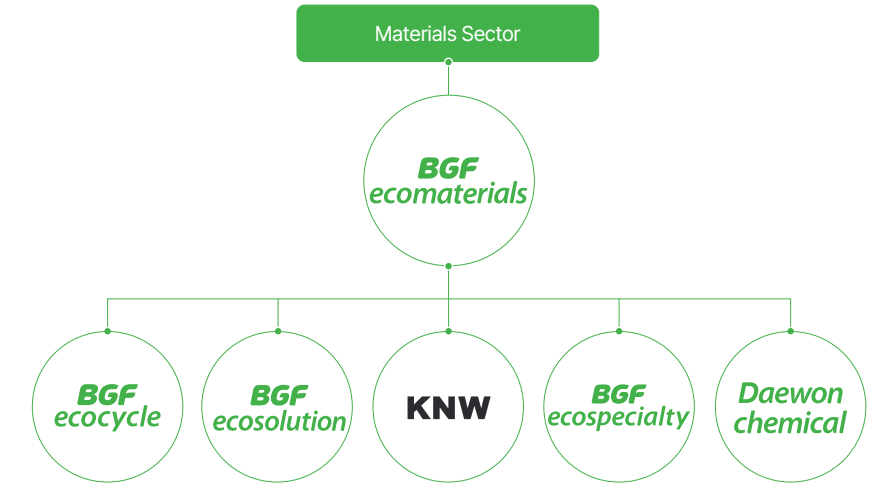 Materials Sector
BGF
ecomaterials
BGF
ecocycle
BGF
ecosolution
KNW
BGF
ecospecialty
Daewon
chemical